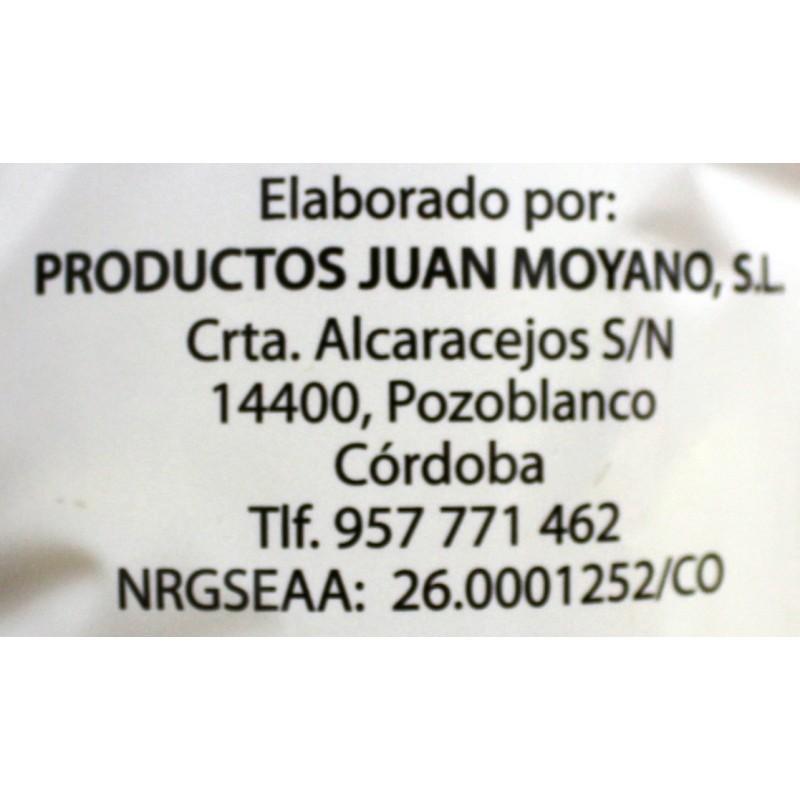 Elaborado por:
PRODUCTOS JUAN MOYANO, S.L.
Crta. Alcaracejos S/N
14400, Pozoblanco
Córdoba
Tlf. 957 771 462
NRGSEAA: 26.0001252/CO